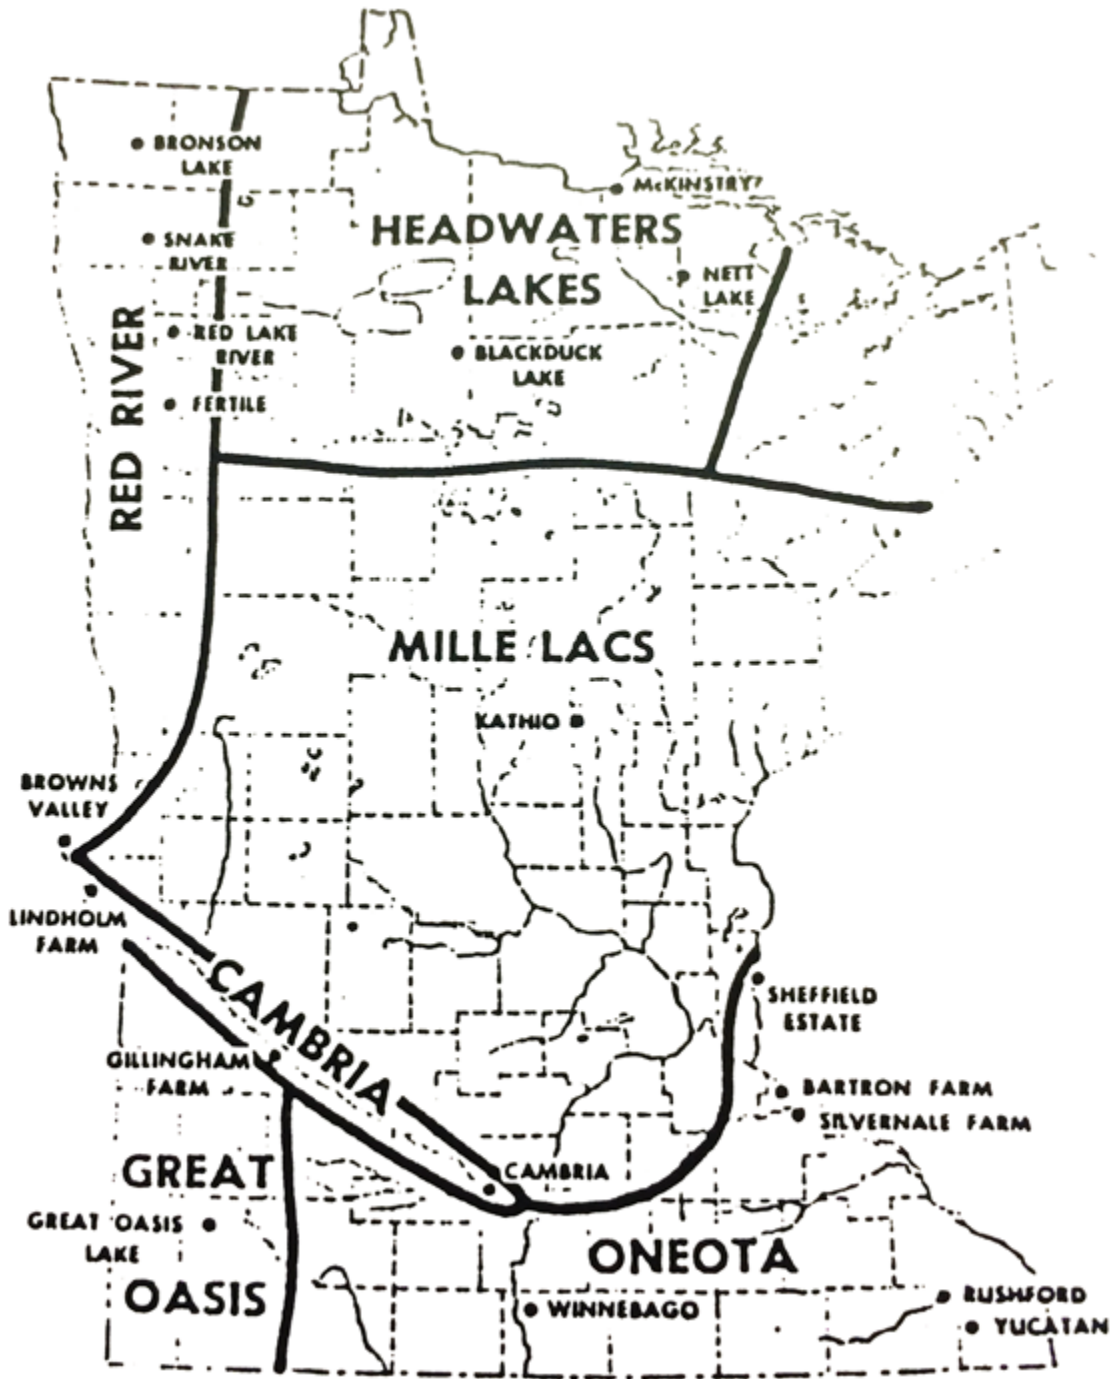 BRONSON
LAKE
McKINSTRY?
SNAKE
RIVER
HEADWATERS
LAKES
NETT
LAKE
RED LAKE
RIVER
BLACKDUCK
LAKE
FERTILE
RED RIVER
MILLE LACS
KATHIO
BROWNS
VALLEY
LINDHOLM
FARM
CAMBRIA
SHEFFIELD
ESTATE
GILLINGHAM
FARM
BARTRON FARM
SILVERNALE FARM
GREAT
CAMBRIA
GREAT OASIS
LAKE
ONEOTA
OASIS
WINNEBAGO
RUSHFORD
YUCATAN